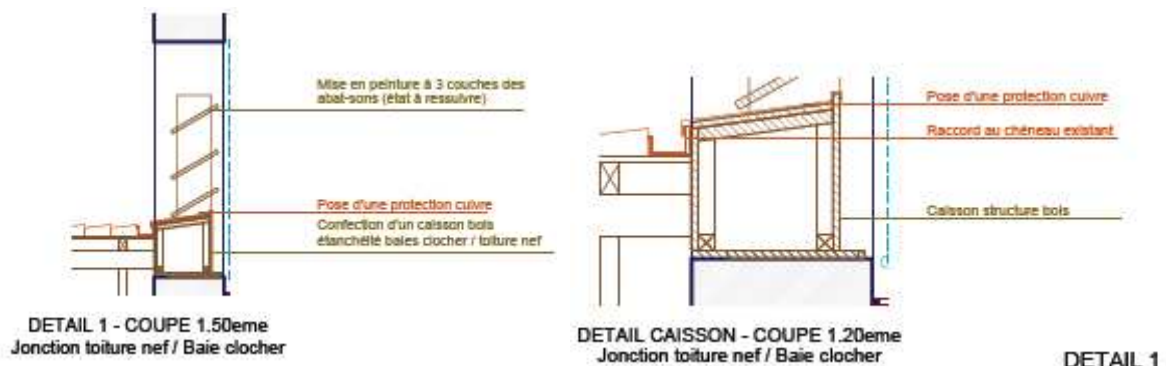 Mise en peinture à 3 couches des
abat-sons (état à ressuivre)
Pose d'une protection cuivre
Confection d'un caisson bois
étanchéité baies clocher / toiture nef
DETAIL 1 - COUPE 1.50eme
Jonction toiture nef / Baie clocher
Pose d'une protection cuivre
Raccord au chéneau existant
Caisson structure bois
DETAIL CAISSON - COUPE 1.20eme
Jonction toiture nef / Baie clocher
DETAIL 1